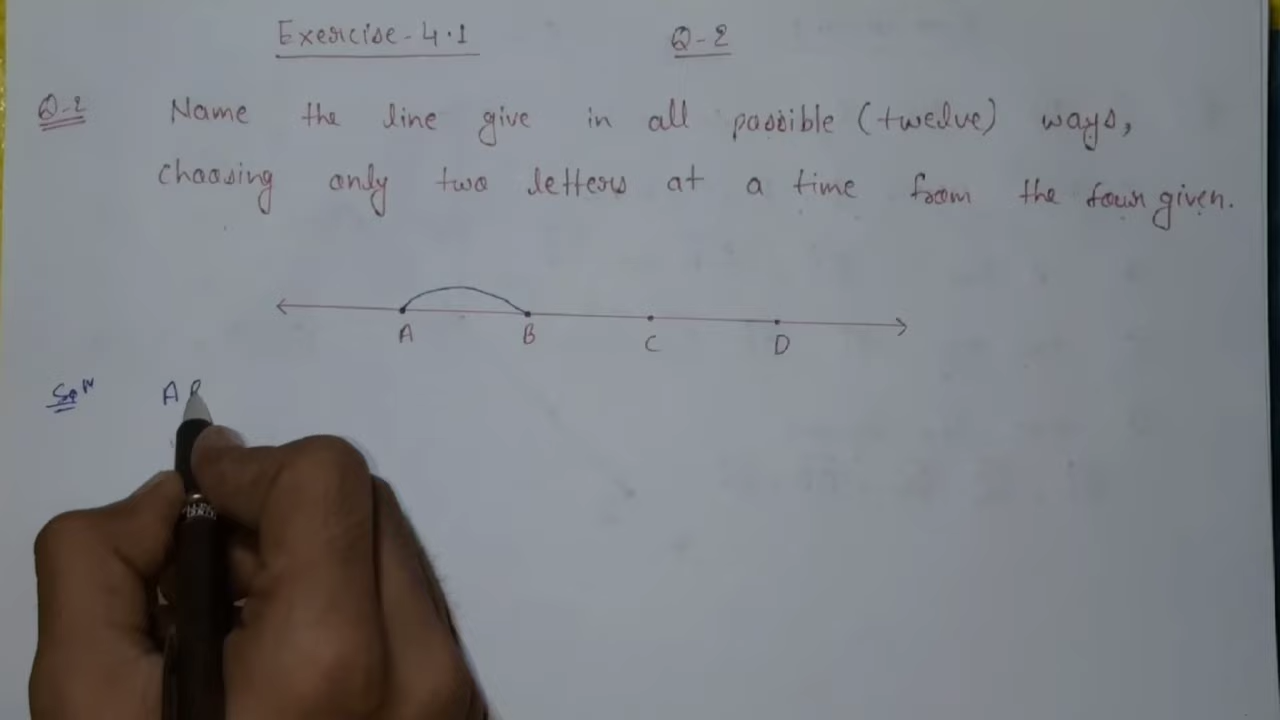 Exercise-4.1 Q-2
Q-2 Name the line give in all possible (twelve) ways,
choosing only two letters at a time from the four given.
A B C D
Solⁿ AB